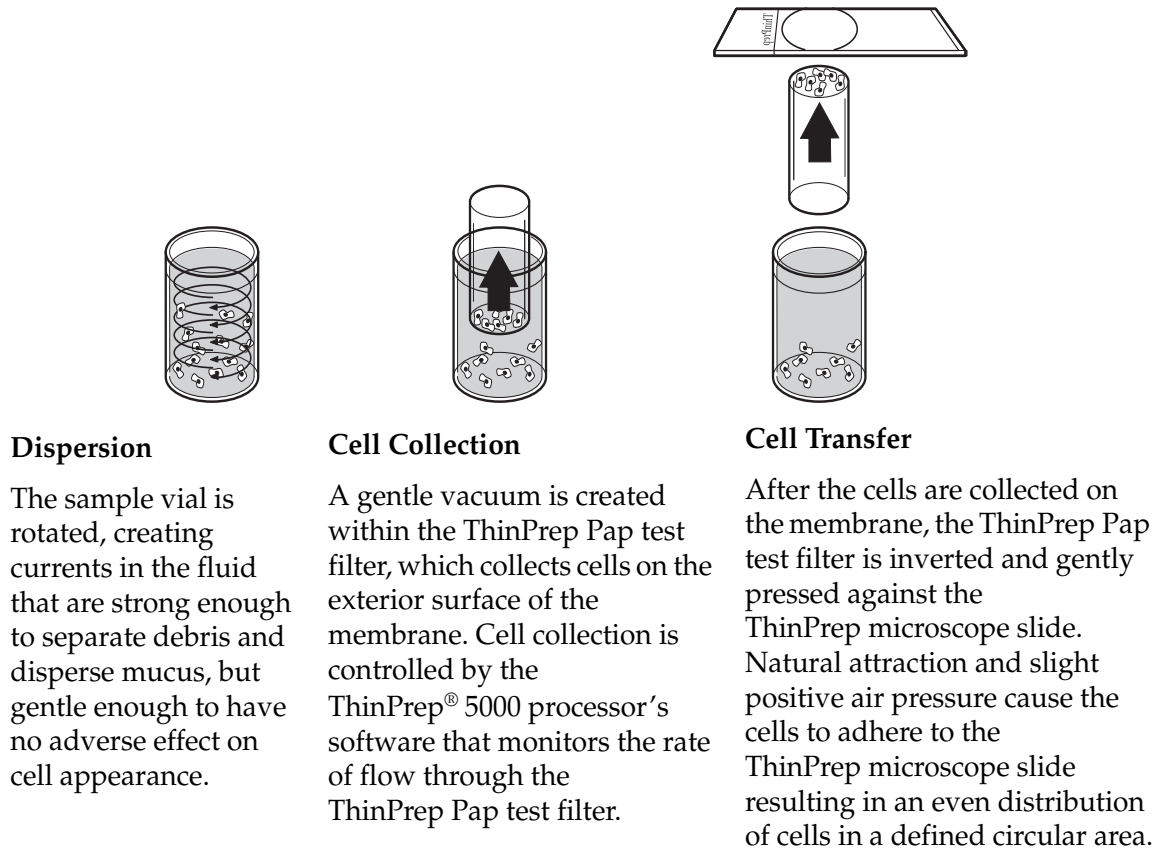 ThinPrep
Dispersion
The sample vial is
rotated, creating
currents in the fluid
that are strong enough
to separate debris and
disperse mucus, but
gentle enough to have
no adverse effect on
cell appearance.
Cell Collection
A gentle vacuum is created
within the ThinPrep Pap test
filter, which collects cells on the
exterior surface of the
membrane. Cell collection is
controlled by the
ThinPrep® 5000 processor’s
software that monitors the rate
of flow through the
ThinPrep Pap test filter.
Cell Transfer
After the cells are collected on
the membrane, the ThinPrep Pap
test filter is inverted and gently
pressed against the
ThinPrep microscope slide.
Natural attraction and slight
positive air pressure cause the
cells to adhere to the
ThinPrep microscope slide
resulting in an even distribution
of cells in a defined circular area.